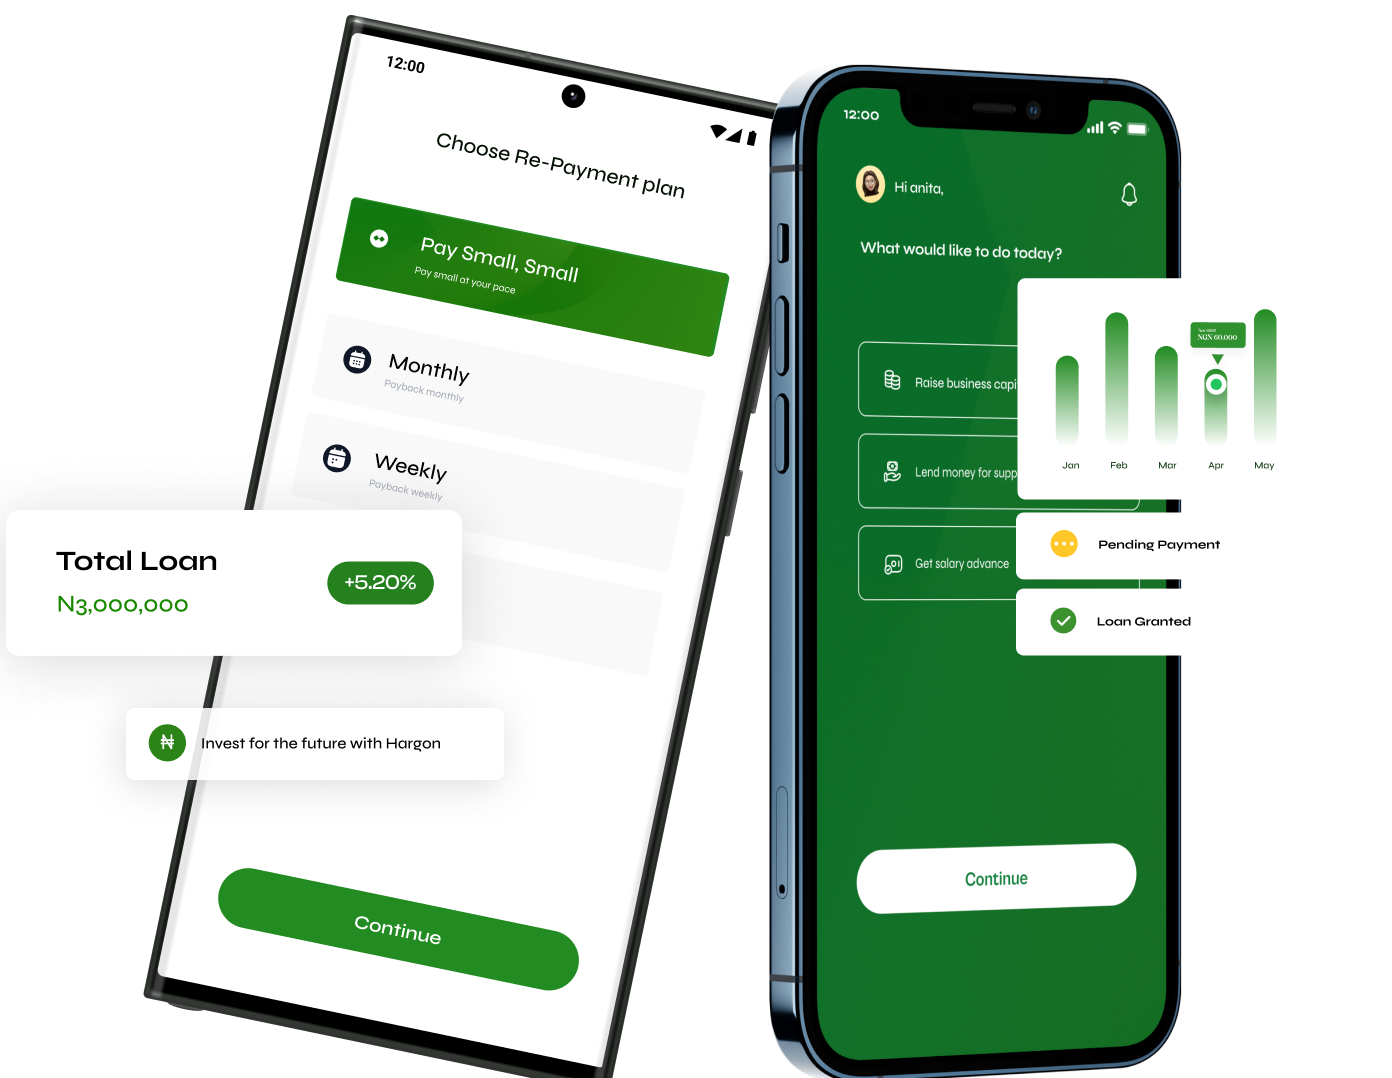 12:00
Choose Re-Payment plan
Pay Small, Small
Pay small at your pace
Monthly
Payback monthly
Weekly
Payback weekly
Total Loan
N3,000,000
+5.20%
₦
Invest for the future with Hargon
Continue
12:00
Hi anita,
What would like to do today?
Raise business capi
Lend money for supp
Get salary advance
NGN 60,000
Jan Feb Mar Apr May
Pending Payment
Loan Granted
Continue